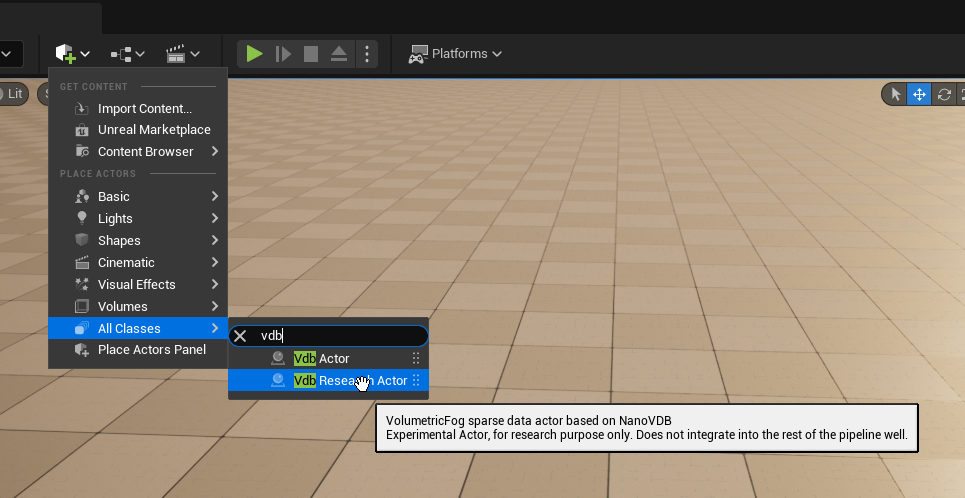 Platforms
Lit
GET CONTENT
Import Content...
Unreal Marketplace
Content Browser
PLACE ACTORS
Basic
Lights
Shapes
Cinematic
Visual Effects
Volumes
All Classes
Place Actors Panel
vdb
Vdb Actor
Vdb Research Actor
VolumetricFog sparse data actor based on NanoVDB
Experimental Actor, for research purpose only. Does not integrate into the rest of the pipeline well.